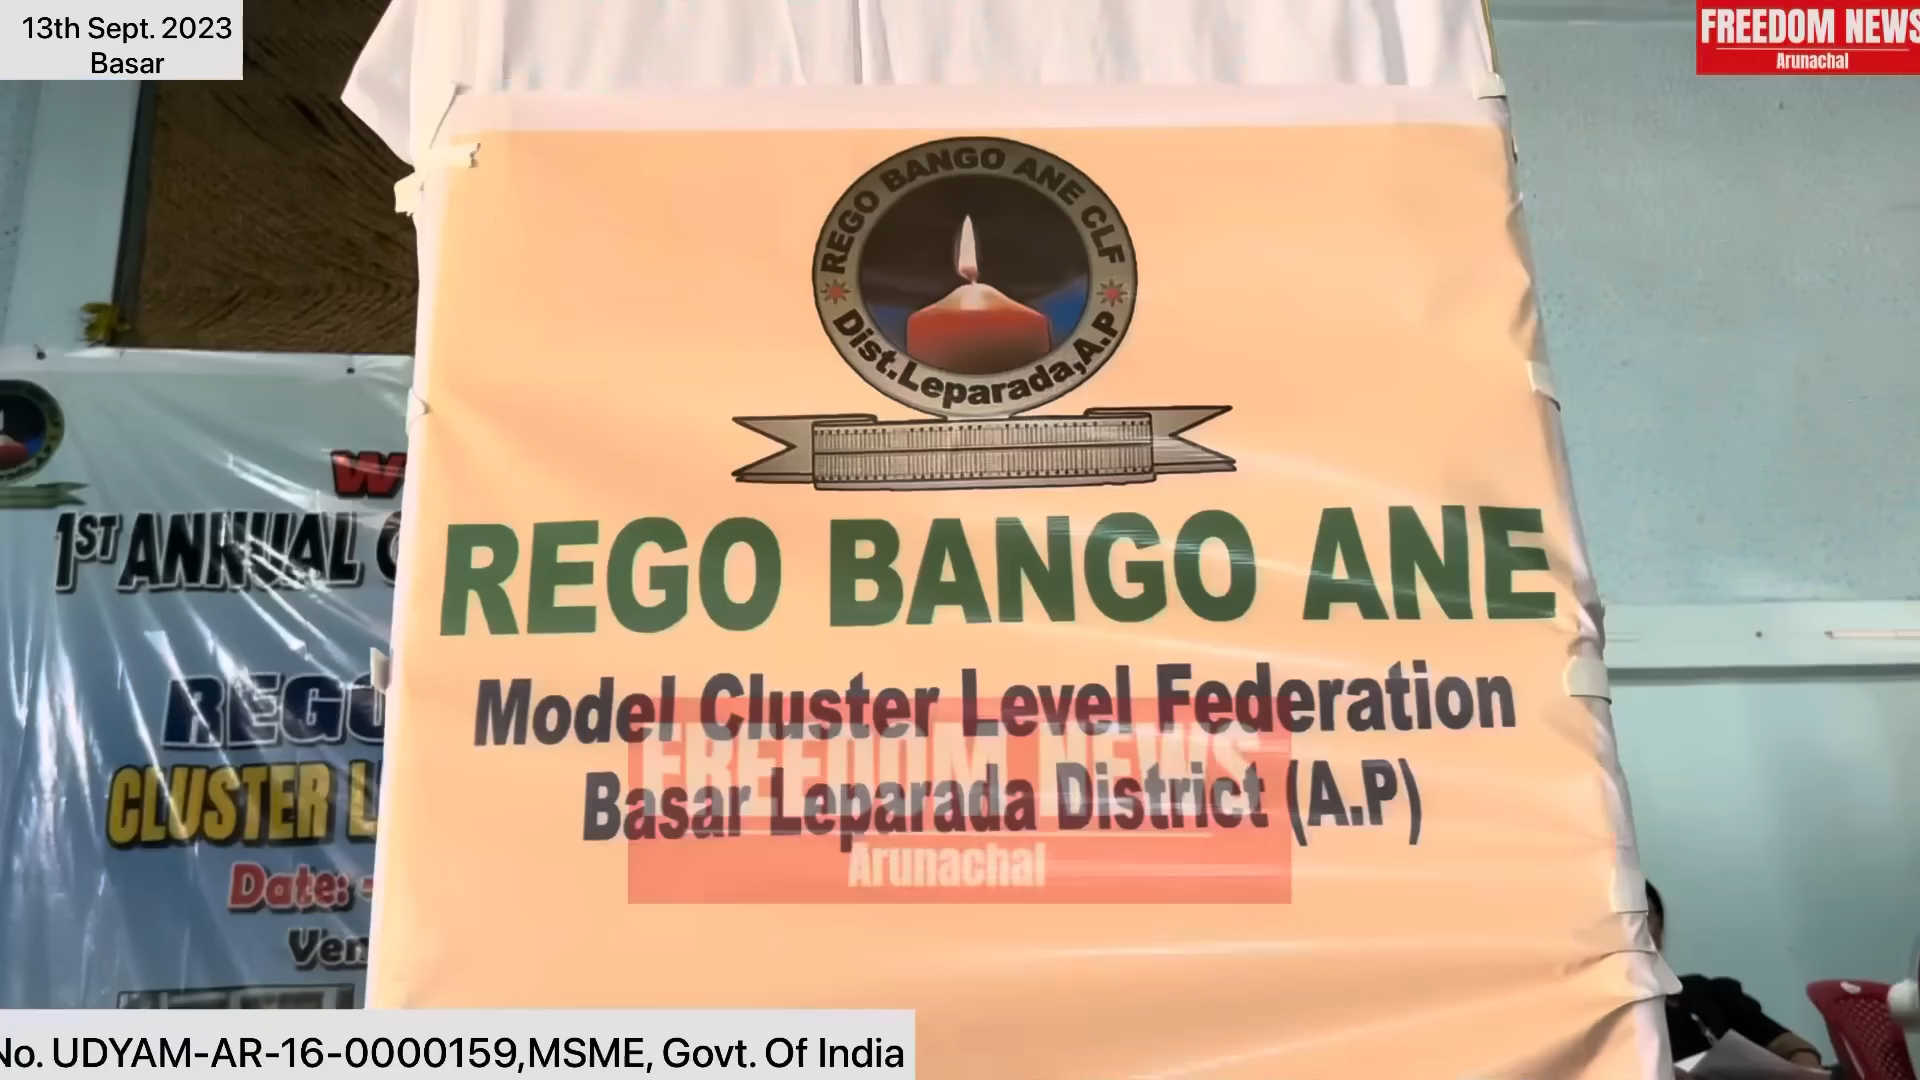 13th Sept. 2023
Basar
FREEDOM NEWS
Arunachal
REGO BANGO ANE CLF
Dist.Leparada,A.P
REGO BANGO ANE
Model Cluster Level Federation
Basar Leparada District (A.P)
FREEDOM NEWS
Arunachal
1ST ANNUAL
REGO
CLUSTER L
Date: -
Ven
No. UDYAM-AR-16-0000159,MSME, Govt. Of India